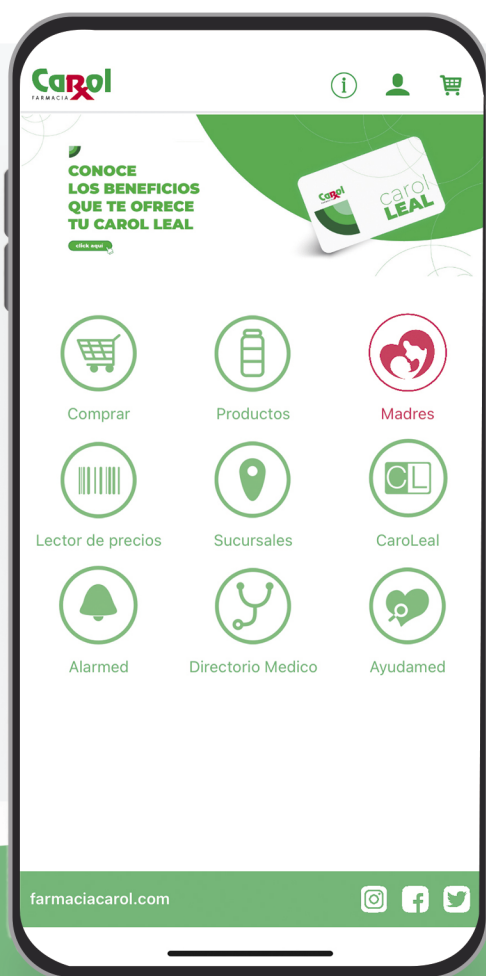 Carol
FARMACIA
CONOCE
LOS BENEFICIOS
QUE TE OFRECE
TU CAROL LEAL
click aquí
Carol
carol
LEAL
Comprar
Productos
Madres
Lector de precios
Sucursales
CL
CaroLeal
Alarmed
Directorio Medico
Ayudamed
farmaciacarol.com